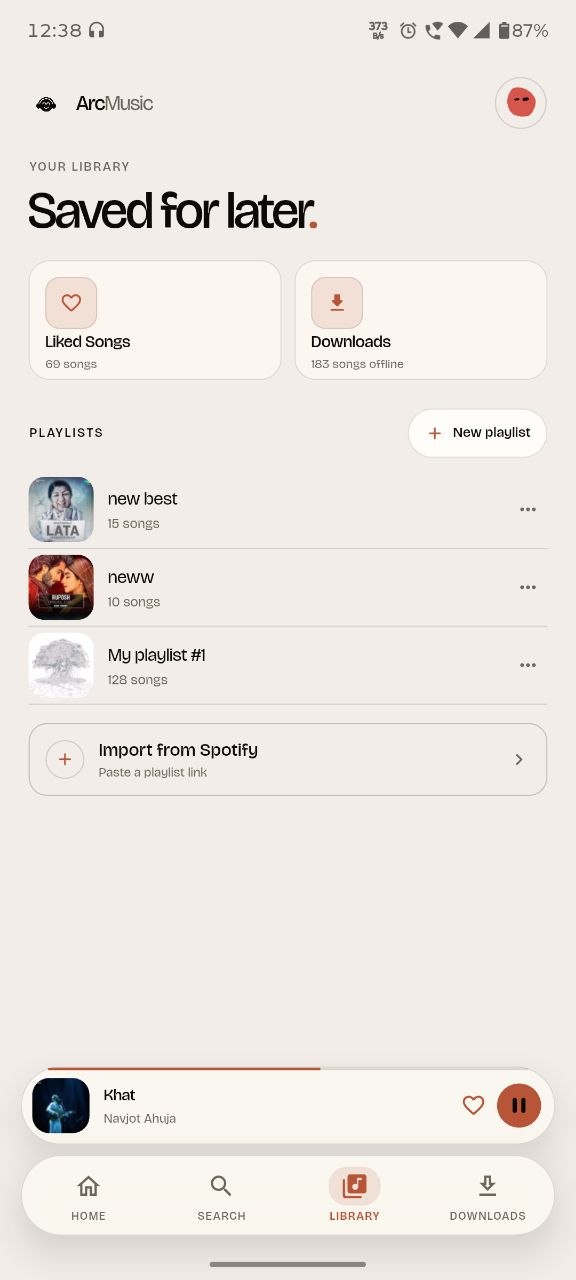 12:38
373
B/s
87%
ArcMusic
YOUR LIBRARY
Saved for later.
Liked Songs
69 songs
Downloads
183 songs offline
PLAYLISTS
New playlist
new best
15 songs
LATA
neww
10 songs
RUPOSH
My playlist #1
128 songs
Import from Spotify
Paste a playlist link
Khat
Navjot Ahuja
HOME
SEARCH
LIBRARY
DOWNLOADS